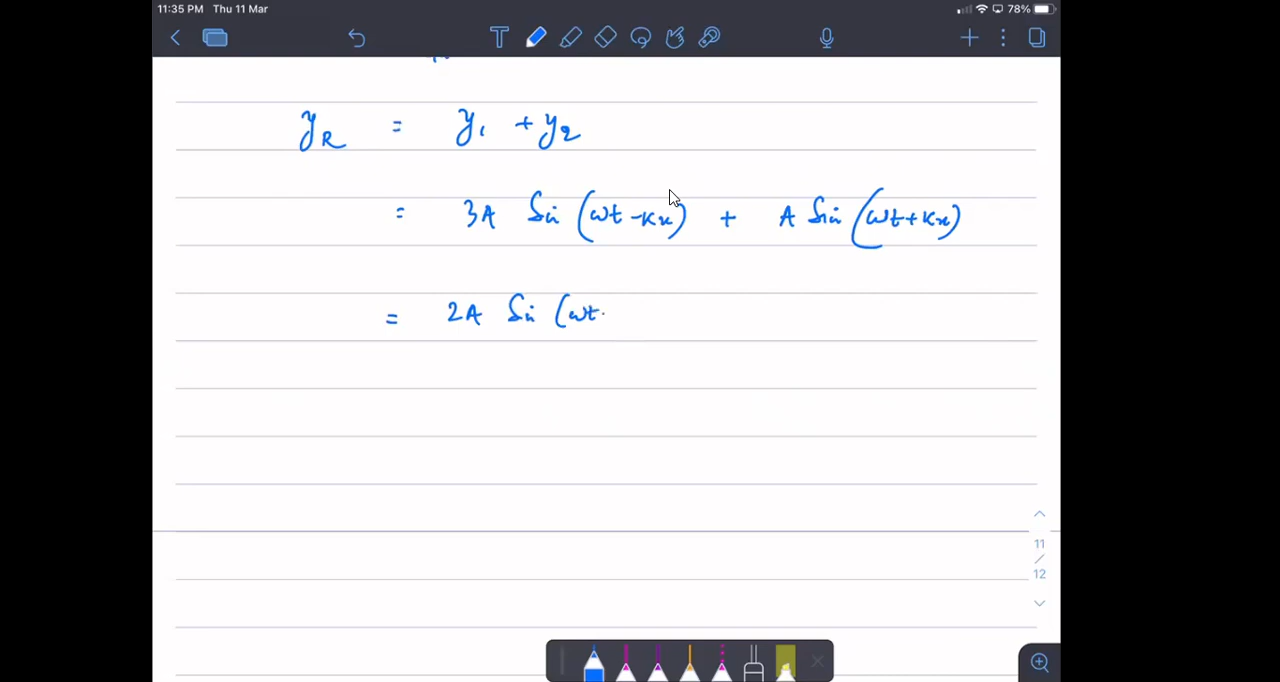 11:35 PM Thu 11 Mar 78%
T
y_R = y_1 + y_2
= 3A Sin (ωt - Kx) + A Sin (ωt + Kx)
= 2A Sin (ωt
11
/
12